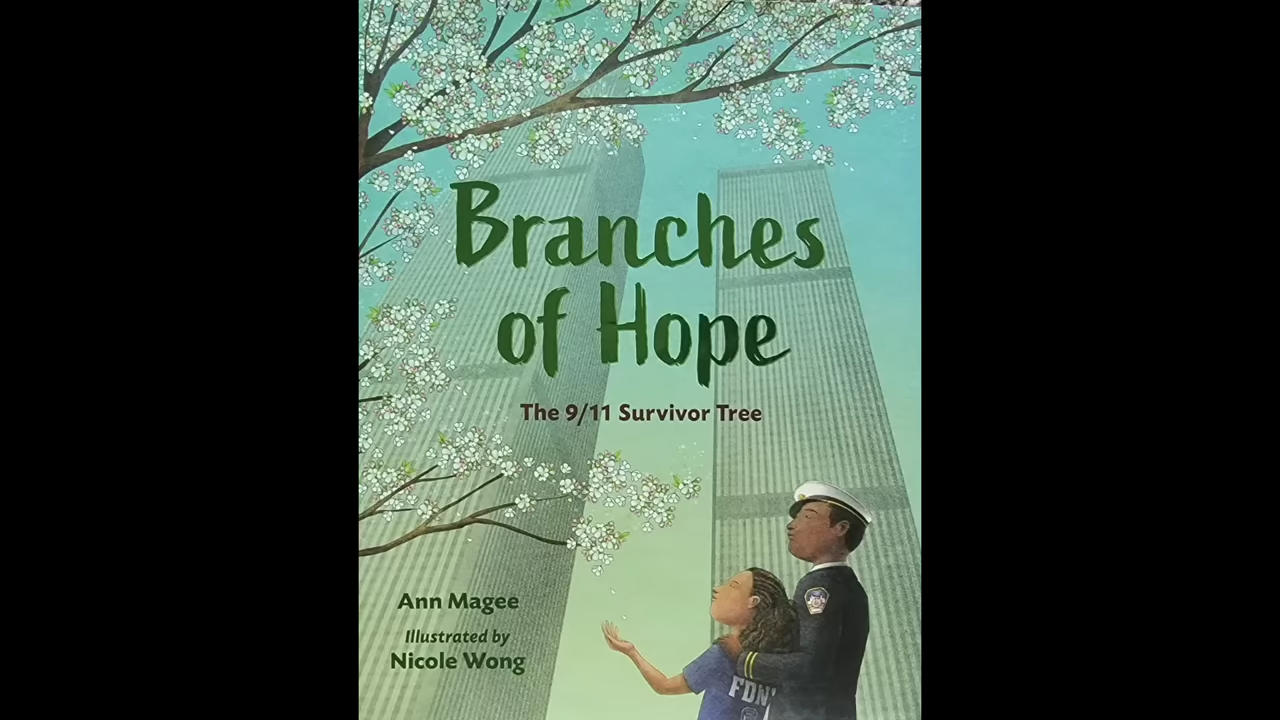 Branches
of Hope
The 9/11 Survivor Tree
Ann Magee
Illustrated by
Nicole Wong
FDN